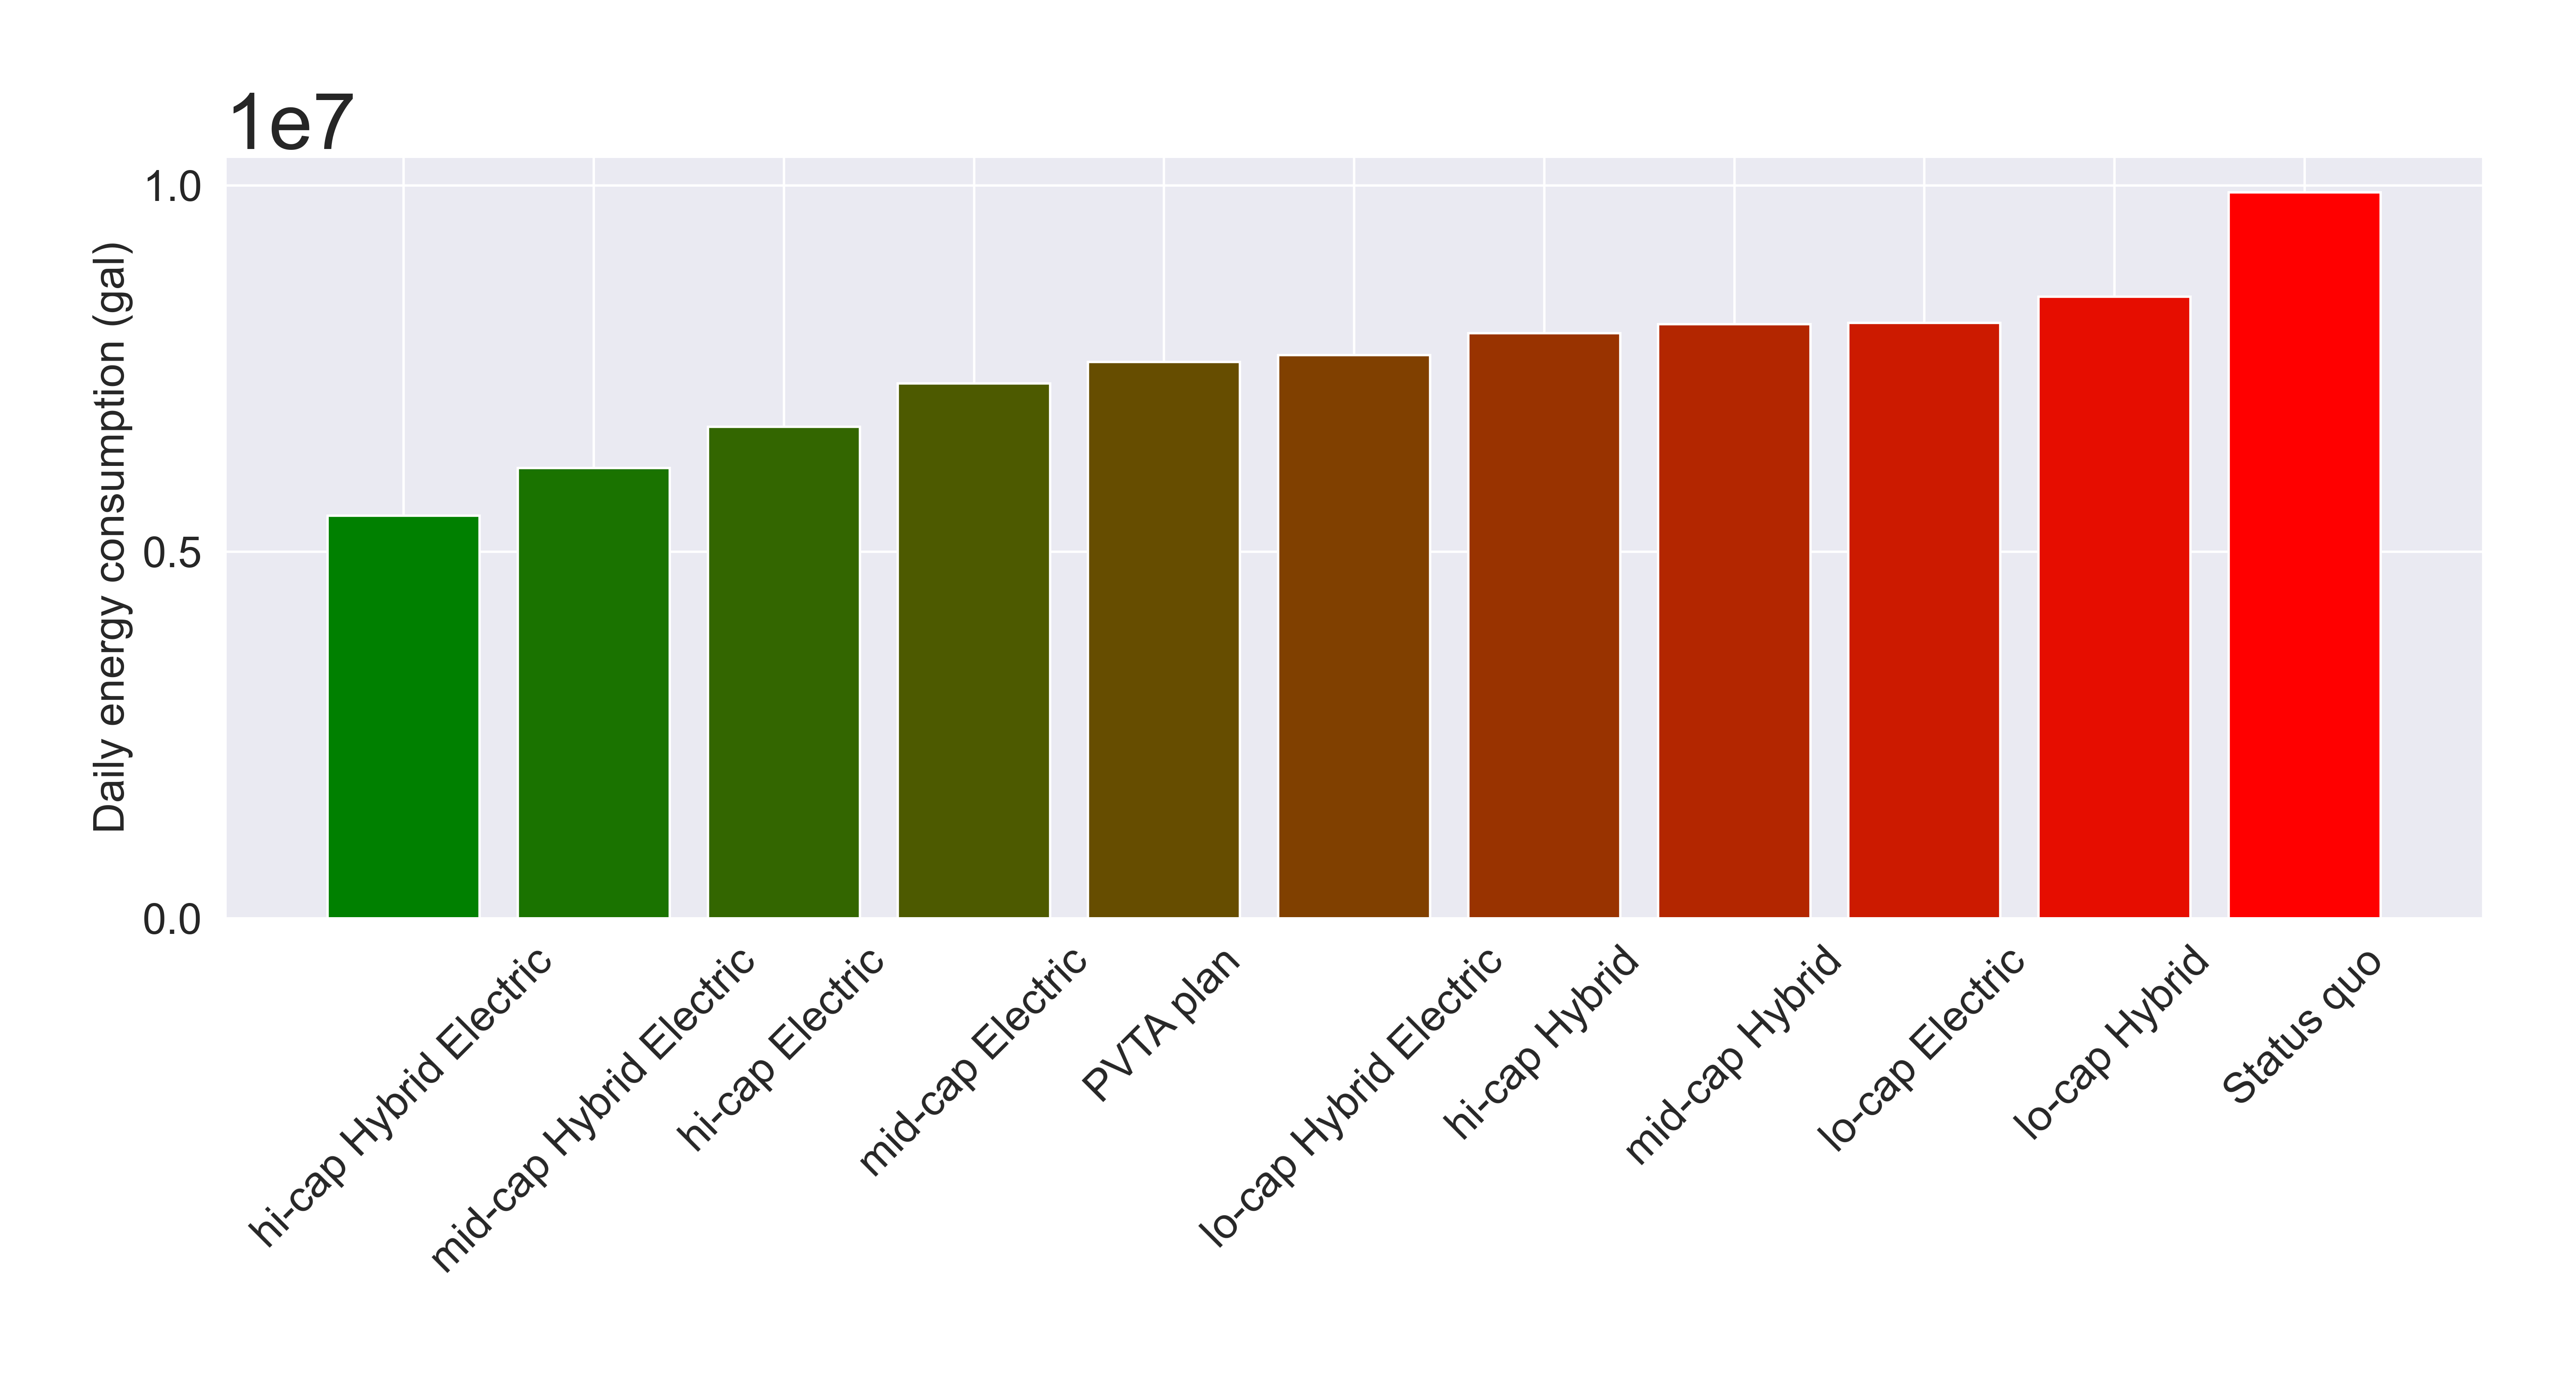 1e7
1.0
0.5
0.0
Daily energy consumption (gal)
hi-cap Hybrid Electric
mid-cap Hybrid Electric
hi-cap Electric
mid-cap Electric
PVTA plan
lo-cap Hybrid Electric
hi-cap Hybrid
mid-cap Hybrid
lo-cap Electric
lo-cap Hybrid
Status quo